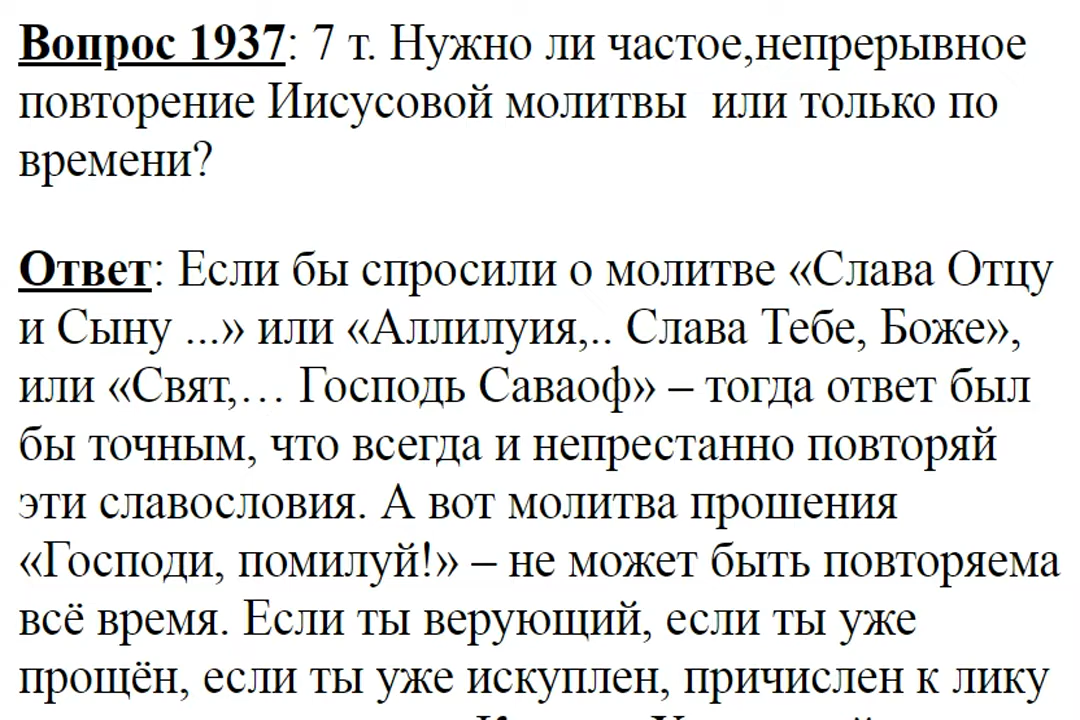 Вопрос 1937: 7 т. Нужно ли частое,непрерывное
повторение Иисусовой молитвы  или только по
времени?
Ответ: Если бы спросили о молитве «Слава Отцу
и Сыну ...» или «Аллилуия,.. Слава Тебе, Боже»,
или «Свят,… Господь Саваоф» – тогда ответ был
бы точным, что всегда и непрестанно повторяй
эти славословия. А вот молитва прошения
«Господи, помилуй!» – не может быть повторяема
всё время. Если ты верующий, если ты уже
прощён, если ты уже искуплен, причислен к лику